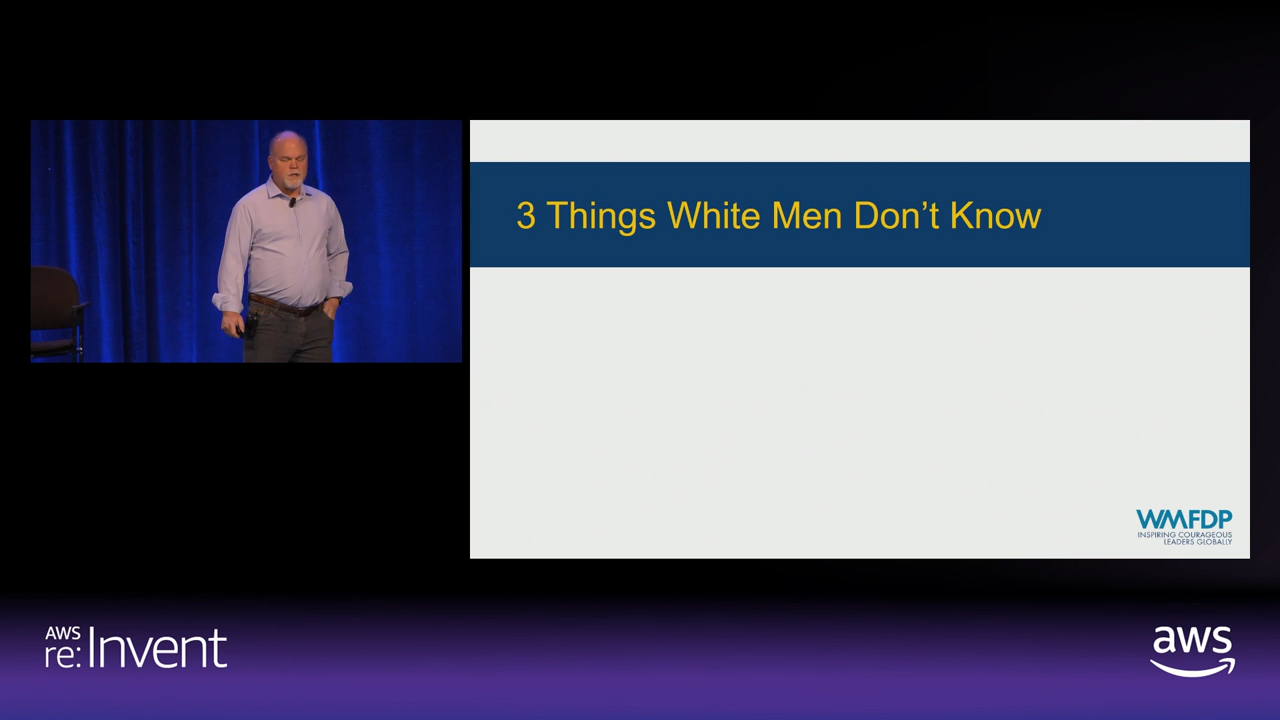 3 Things White Men Don't Know
WMFDP
INSPIRING COURAGEOUS
LEADERS GLOBALLY
AWS
re:Invent
aws